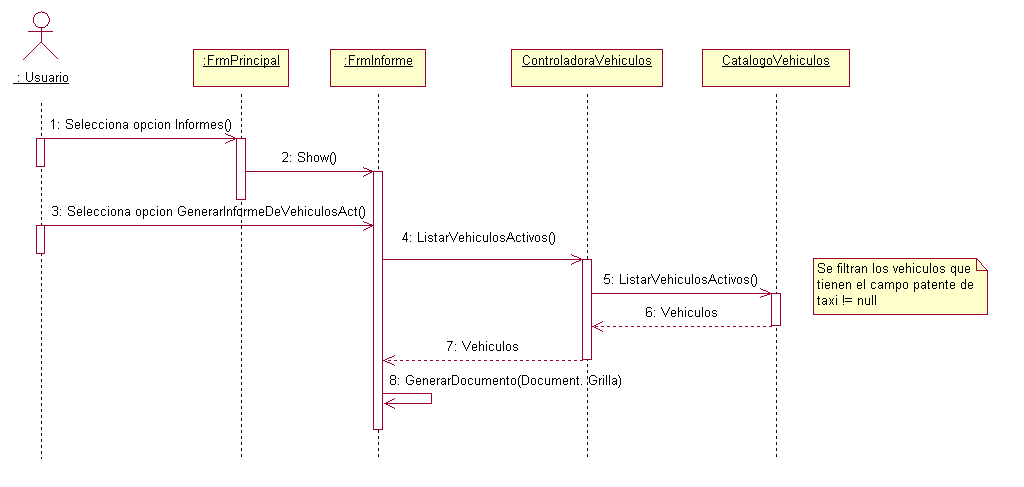 : Usuario
:FrmPrincipal
:FrmInforme
ControladoraVehiculos
CatalogoVehiculos
1: Selecciona opcion Informes()
2: Show()
3: Selecciona opcion GenerarInformeDeVehiculosAct()
4: ListarVehiculosActivos()
5: ListarVehiculosActivos()
6: Vehiculos
7: Vehiculos
8: GenerarDocumento(Document. Grilla)
Se filtran los vehiculos que
tienen el campo patente de
taxi != null